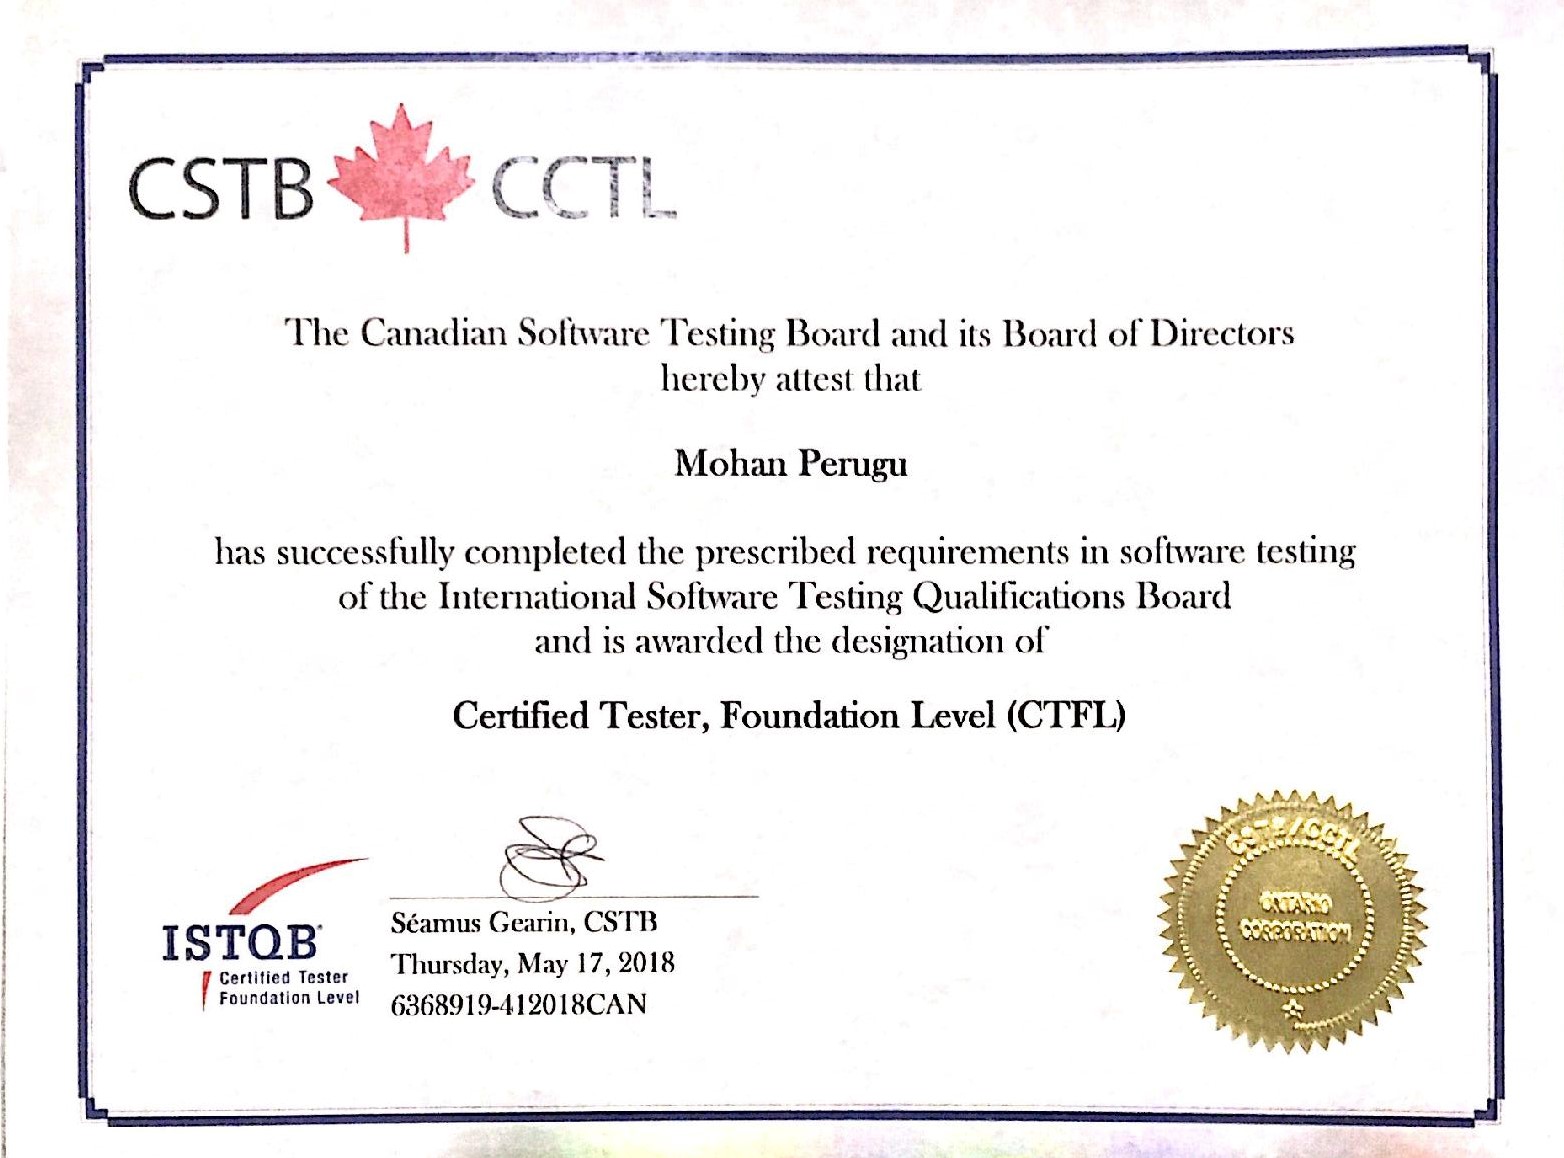 CSTB CCTL
The Canadian Software Testing Board and its Board of Directors
hereby attest that
Mohan Perugu
has successfully completed the prescribed requirements in software testing
of the International Software Testing Qualifications Board
and is awarded the designation of
Certified Tester, Foundation Level (CTFL)
ISTQB®
Certified Tester
Foundation Level
Séamus Gearin, CSTB
Thursday, May 17, 2018
6368919-412018CAN
CSTB/CCTL
ONTARIO
CORPORATION